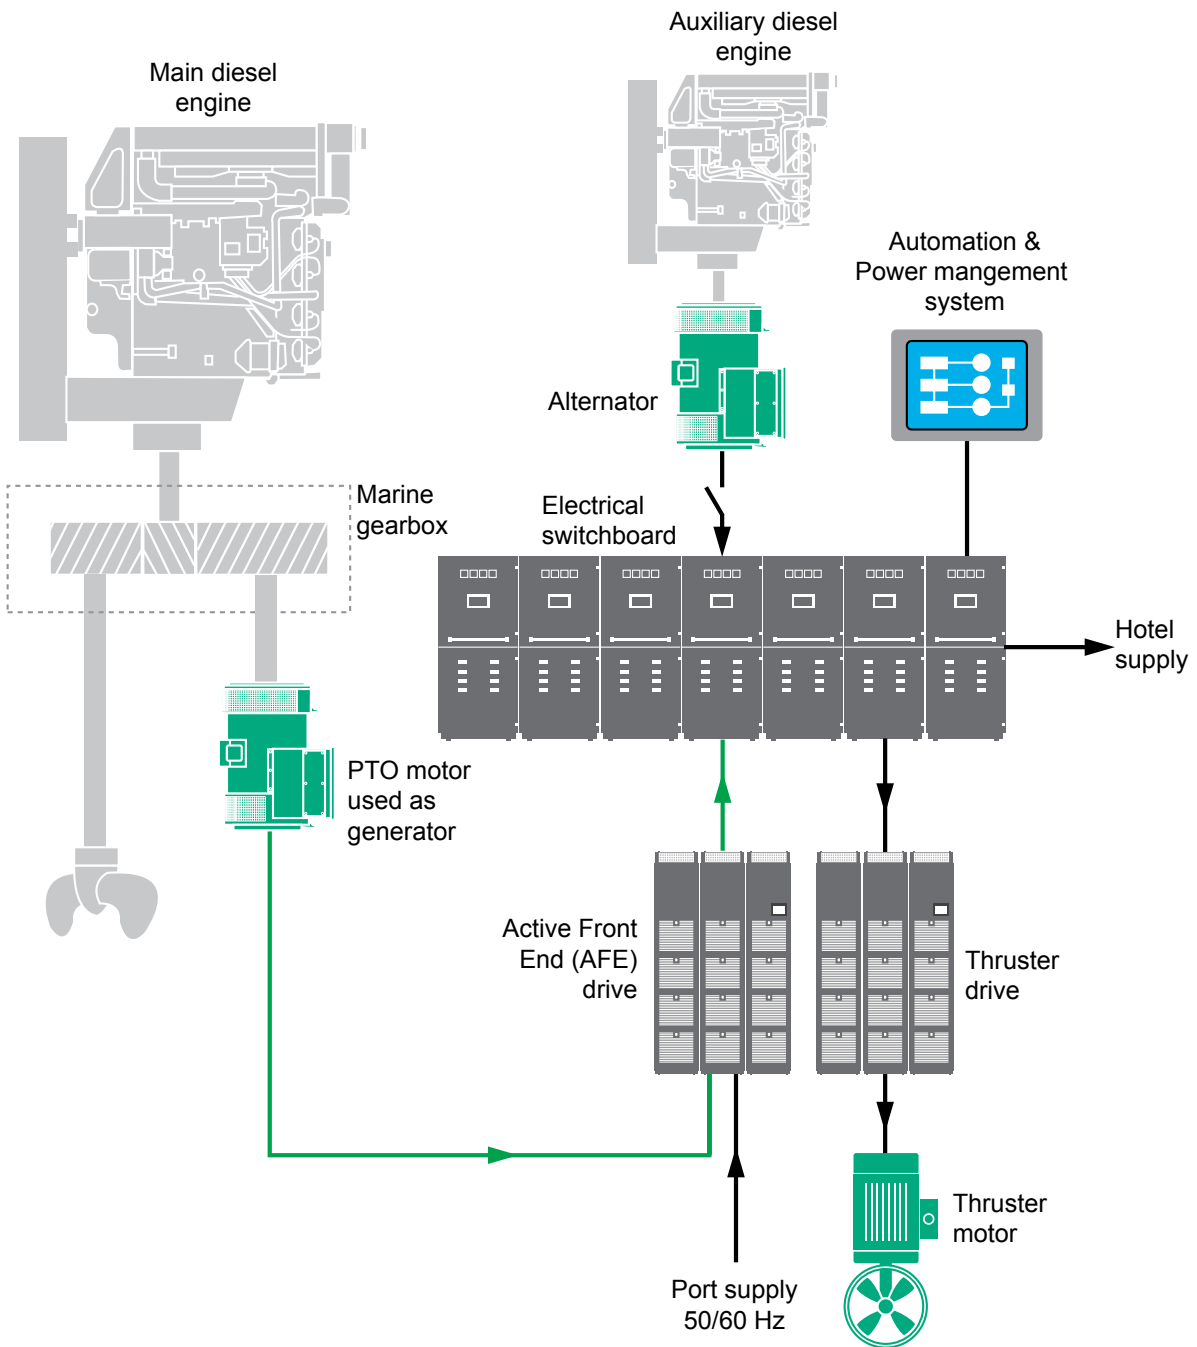 Auxiliary diesel
engine
Main diesel
engine
Automation &
Power mangement
system
Alternator
Marine
gearbox
Electrical
switchboard
Hotel
supply
PTO motor
used as
generator
Active Front
End (AFE)
drive
Thruster
drive
Thruster
motor
Port supply
50/60 Hz